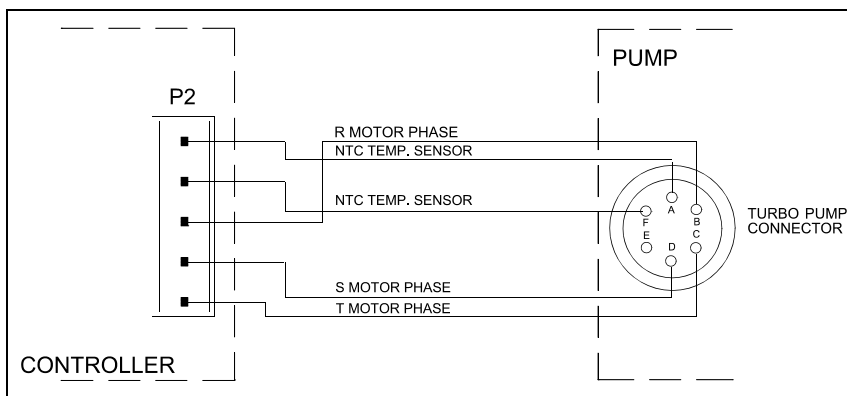 PUMP
P2
R MOTOR PHASE
NTC TEMP. SENSOR
NTC TEMP. SENSOR
A
F
B
E
C
D
TURBO PUMP
CONNECTOR
S MOTOR PHASE
T MOTOR PHASE
CONTROLLER